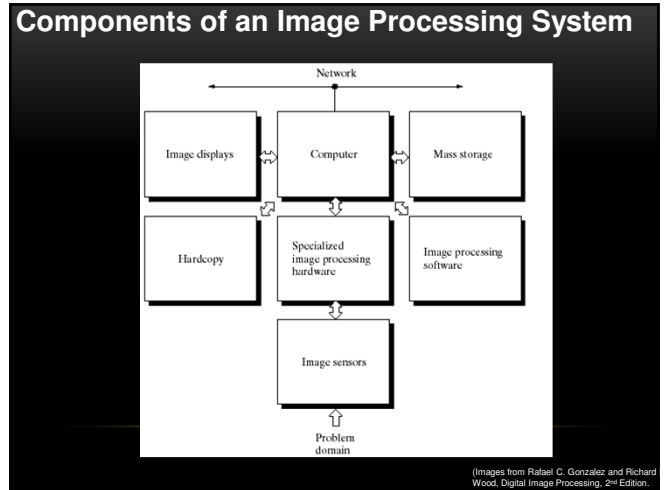 Components of an Image Processing System
Network
Image displays
Computer
Mass storage
Hardcopy
Specialized
image processing
hardware
Image processing
software
Image sensors
Problem
domain
(Images from Rafael C. Gonzalez and Richard
Wood, Digital Image Processing, 2nd Edition.